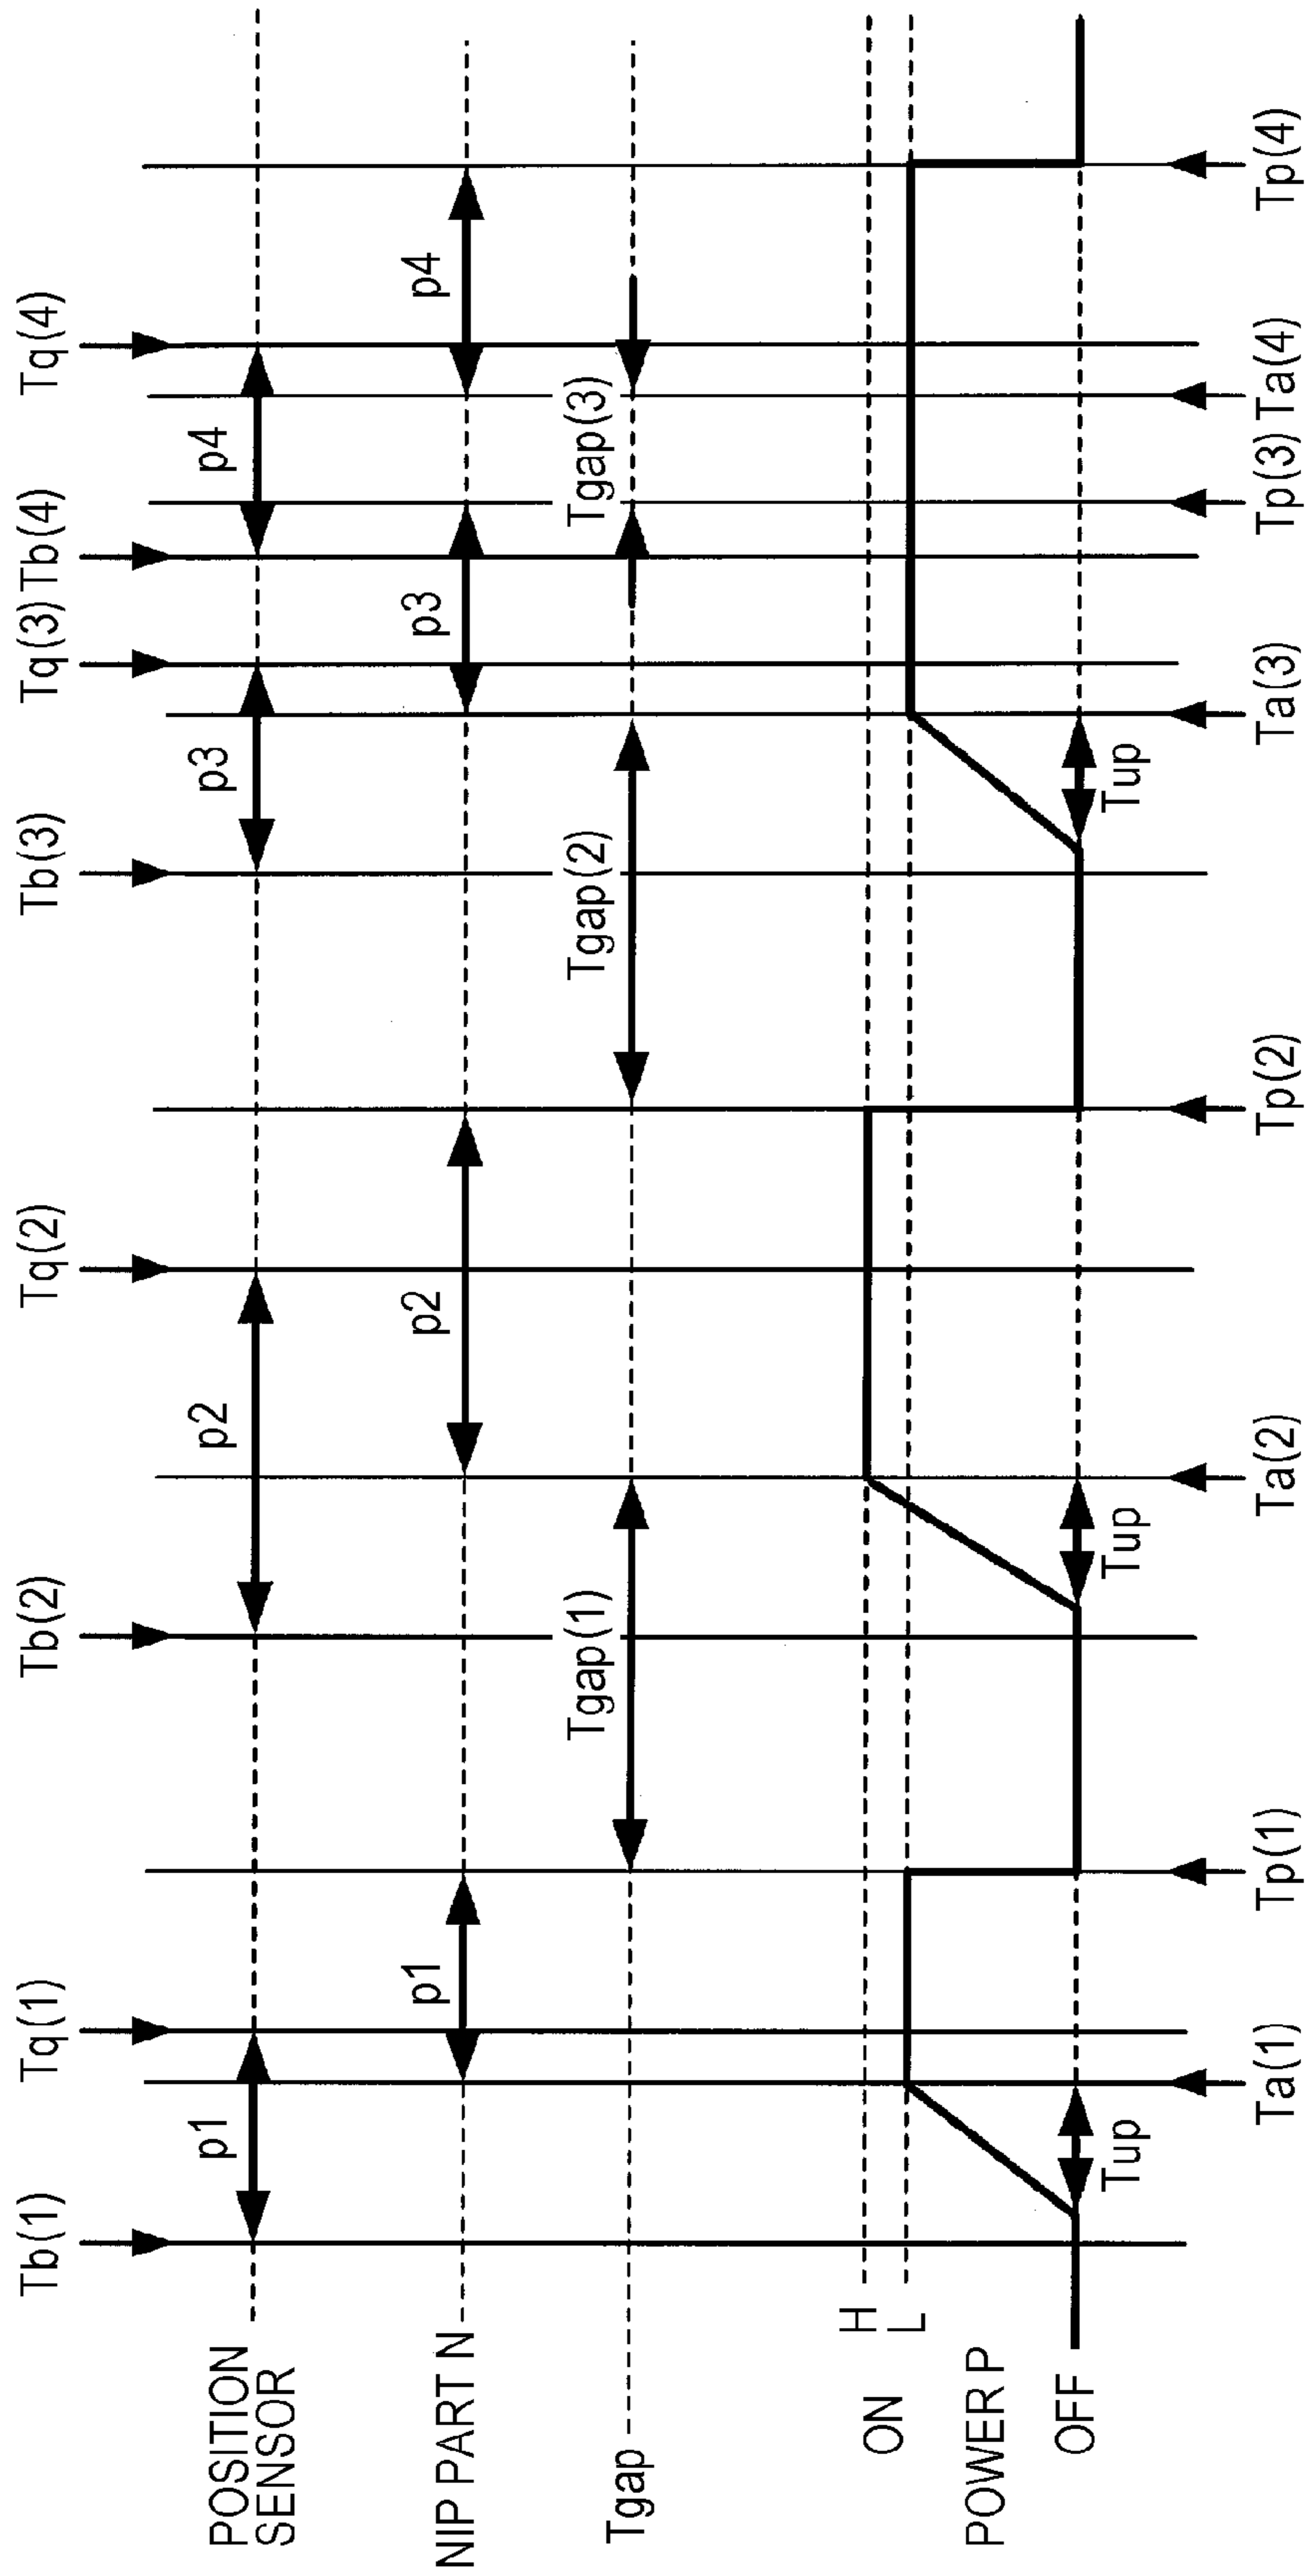 Tb(1) Tq(1) Tb(2) Tq(2) Tb(3) Tq(3) Tb(4) Tq(4)
POSITION
SENSOR
p1 p2 p3 p4
NIP PART N
p1 p2 p3 p4
Tgap
Tgap(1) Tgap(2) Tgap(3)
H
ON
L
POWER P
OFF
Tup Tup Tup
Ta(1) Tp(1) Ta(2) Tp(2) Ta(3) Tp(3) Ta(4) Tp(4)